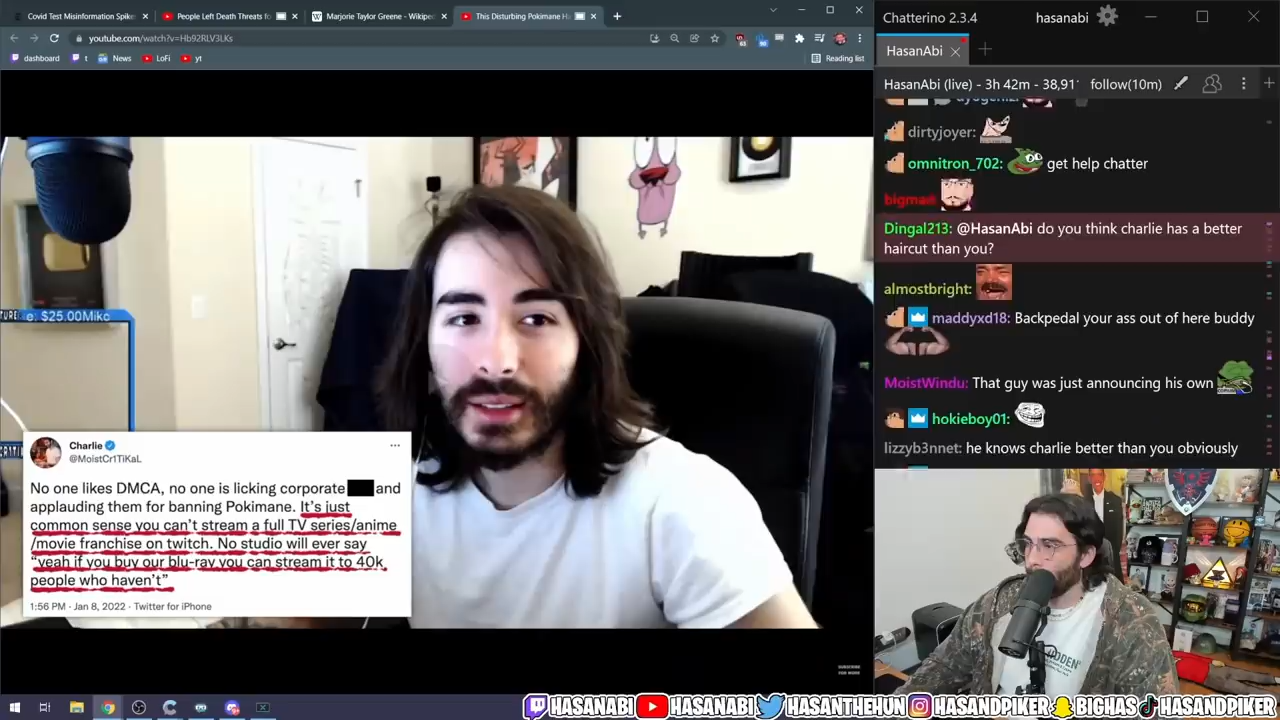 Covid Test Misinformation Spike
People Left Death Threats fo
Marjorie Taylor Greene - Wikipe
This Disturbing Pokimane Ha
youtube.com/watch?v=Hb92RLV3LKs
dashboard
t
News
LoFi
yt
Reading list
e: $25.00Mikc
Charlie
@MoistCr1TiKaL
No one likes DMCA, no one is licking corporate
and
applauding them for banning Pokimane. It's just
common sense you can't stream a full TV series/anime
/movie franchise on twitch. No studio will ever say
"yeah if you buy our blu-ray you can stream it to 40k
people who haven't"
1:56 PM · Jan 8, 2022 · Twitter for iPhone
SUBSCRIBE
FOR MORE
Chatterino 2.3.4
hasanabi
HasanAbi
HasanAbi (live) - 3h 42m - 38,91
follow(10m)
dirtyjoyer:
omnitron_702: get help chatter
Dingal213: @HasanAbi do you think charlie has a better
haircut than you?
almostbright:
maddyxd18: Backpedal your ass out of here buddy
MoistWindu: That guy was just announcing his own
hokieboy01:
lizzyb3nnet: he knows charlie better than you obviously
HASANABI HASANABI HASANTHEHUN HASANDPIKER BIGHAS HASANDPIKER